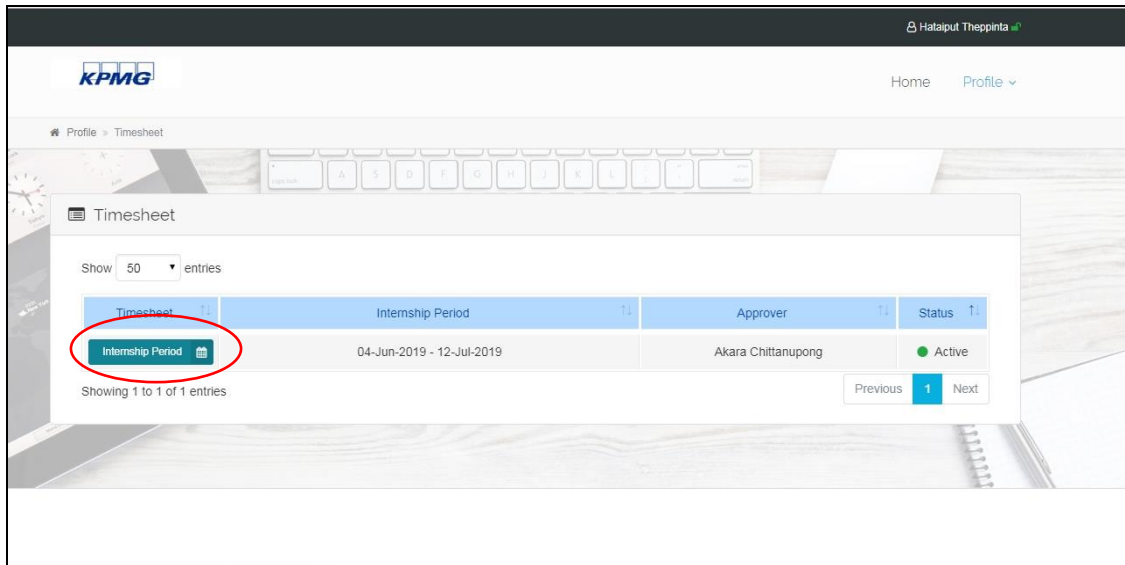 Hataiput Theppinta
KPMG
Home Profile
Profile » Timesheet
A S D F G H J K L
Timesheet
Show 50 entries
Timesheet Internship Period Approver Status
Internship Period 04-Jun-2019 - 12-Jul-2019 Akara Chittanupong Active
Showing 1 to 1 of 1 entries
Previous 1 Next